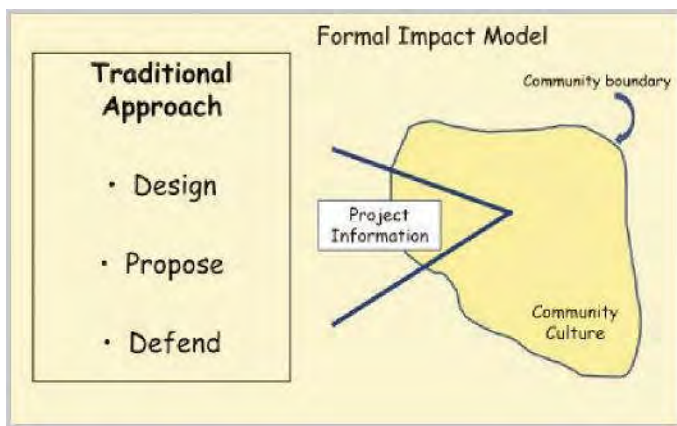 Formal Impact Model
Traditional
Approach
• Design
• Propose
• Defend
Community boundary
Project
Information
Community
Culture